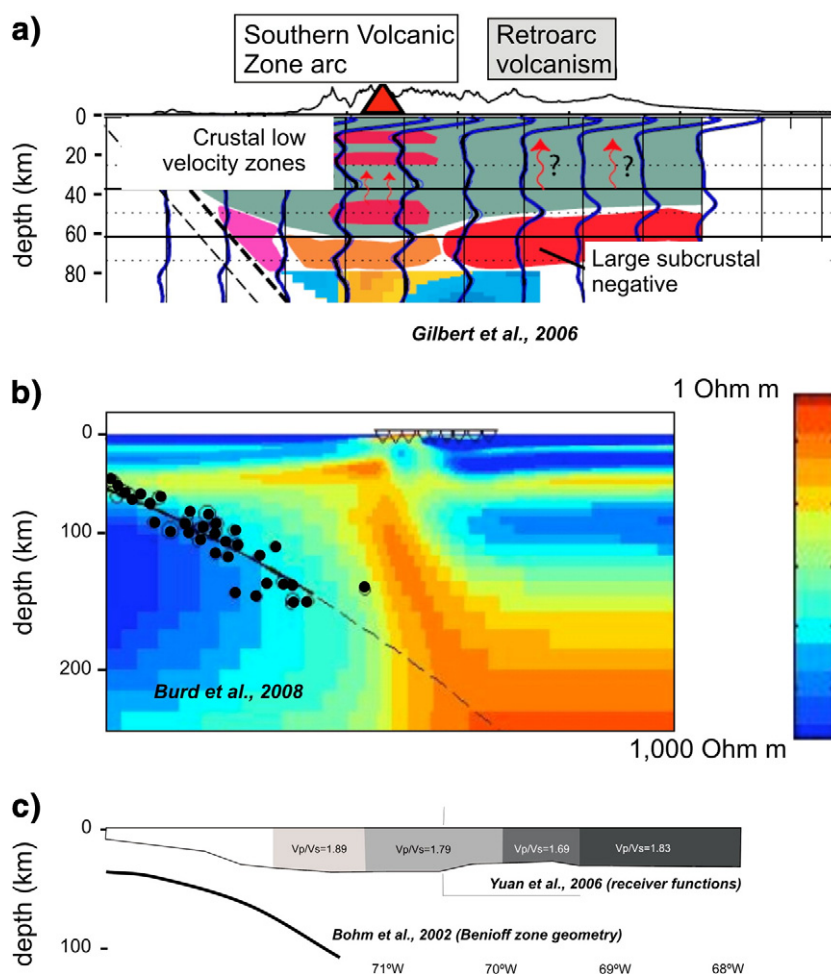 a)
Southern Volcanic
Zone arc
Retroarc
volcanism
0
20
40
60
80
depth (km)
Crustal low
velocity zones
?
?
Large subcrustal
negative
Gilbert et al., 2006
b)
1 Ohm m
0
100
200
depth (km)
Burd et al., 2008
1,000 Ohm m
c)
0
100
depth (km)
Vp/Vs=1.89
Vp/Vs=1.79
Vp/Vs=1.69
Vp/Vs=1.83
Yuan et al., 2006 (receiver functions)
Bohm et al., 2002 (Benioff zone geometry)
71ºW
70ºW
69ºW
68ºW